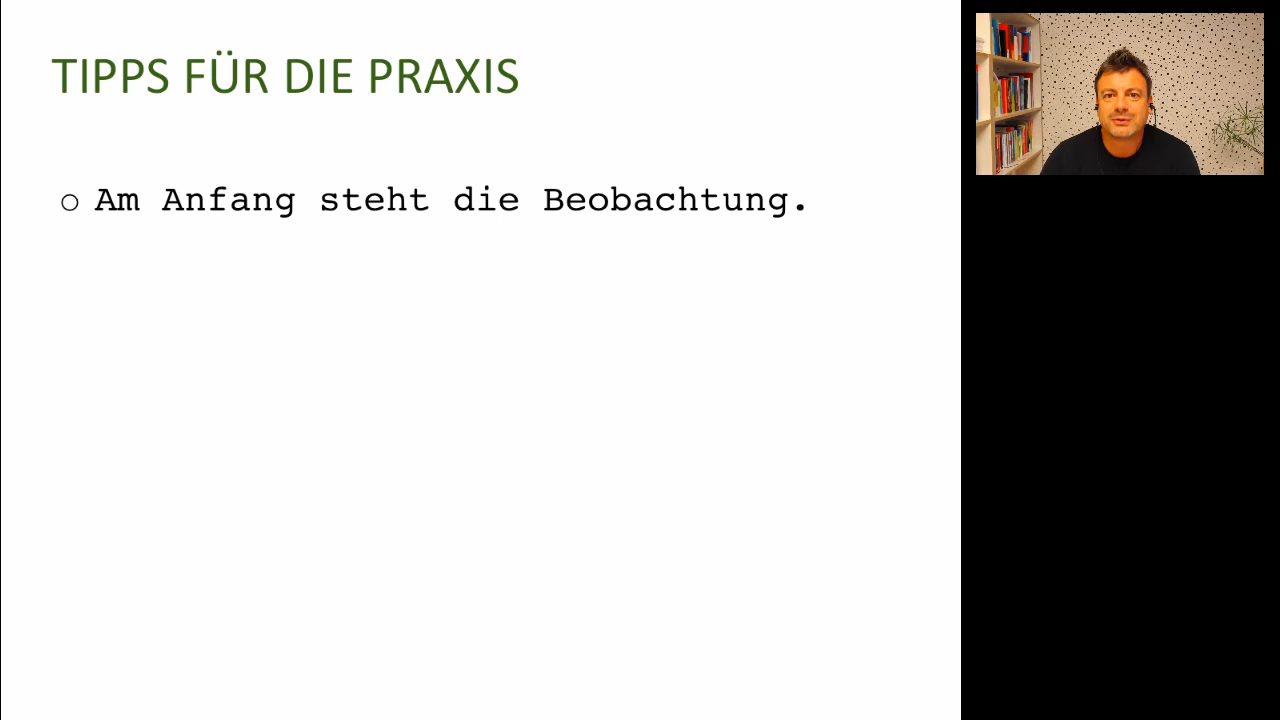 TIPPS FÜR DIE PRAXIS
○ Am Anfang steht die Beobachtung.